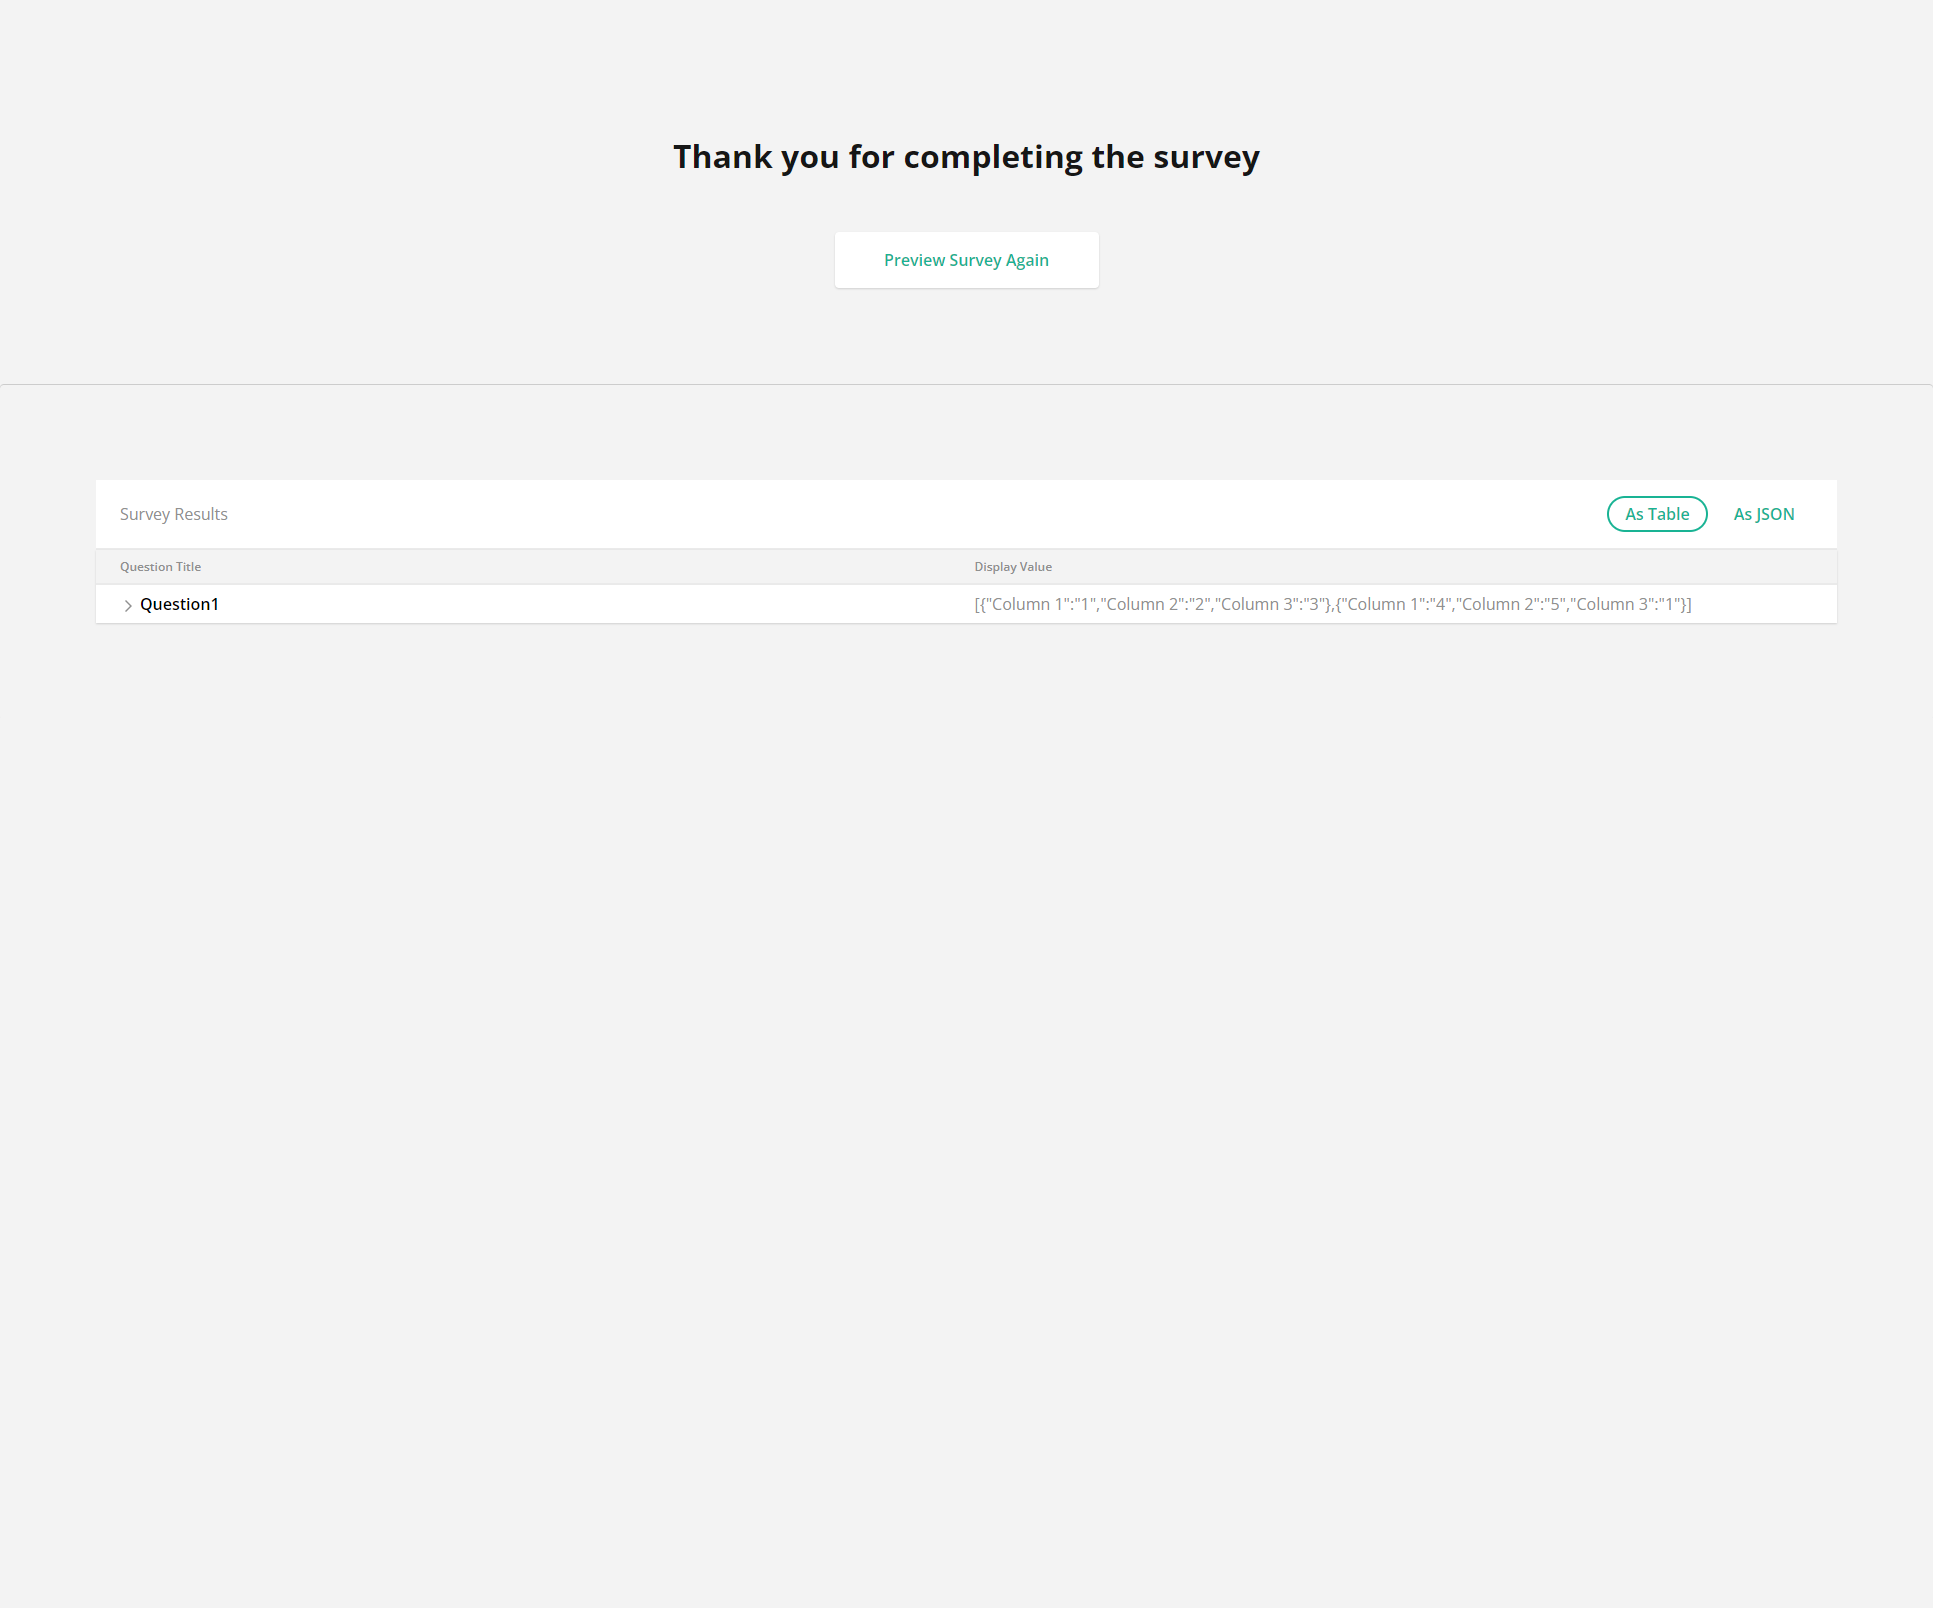 Thank you for completing the survey
Preview Survey Again
Survey Results
As Table
As JSON
Question Title
Display Value
Question1
[{"Column 1":"1","Column 2":"2","Column 3":"3"},{"Column 1":"4","Column 2":"5","Column 3":"1"}]